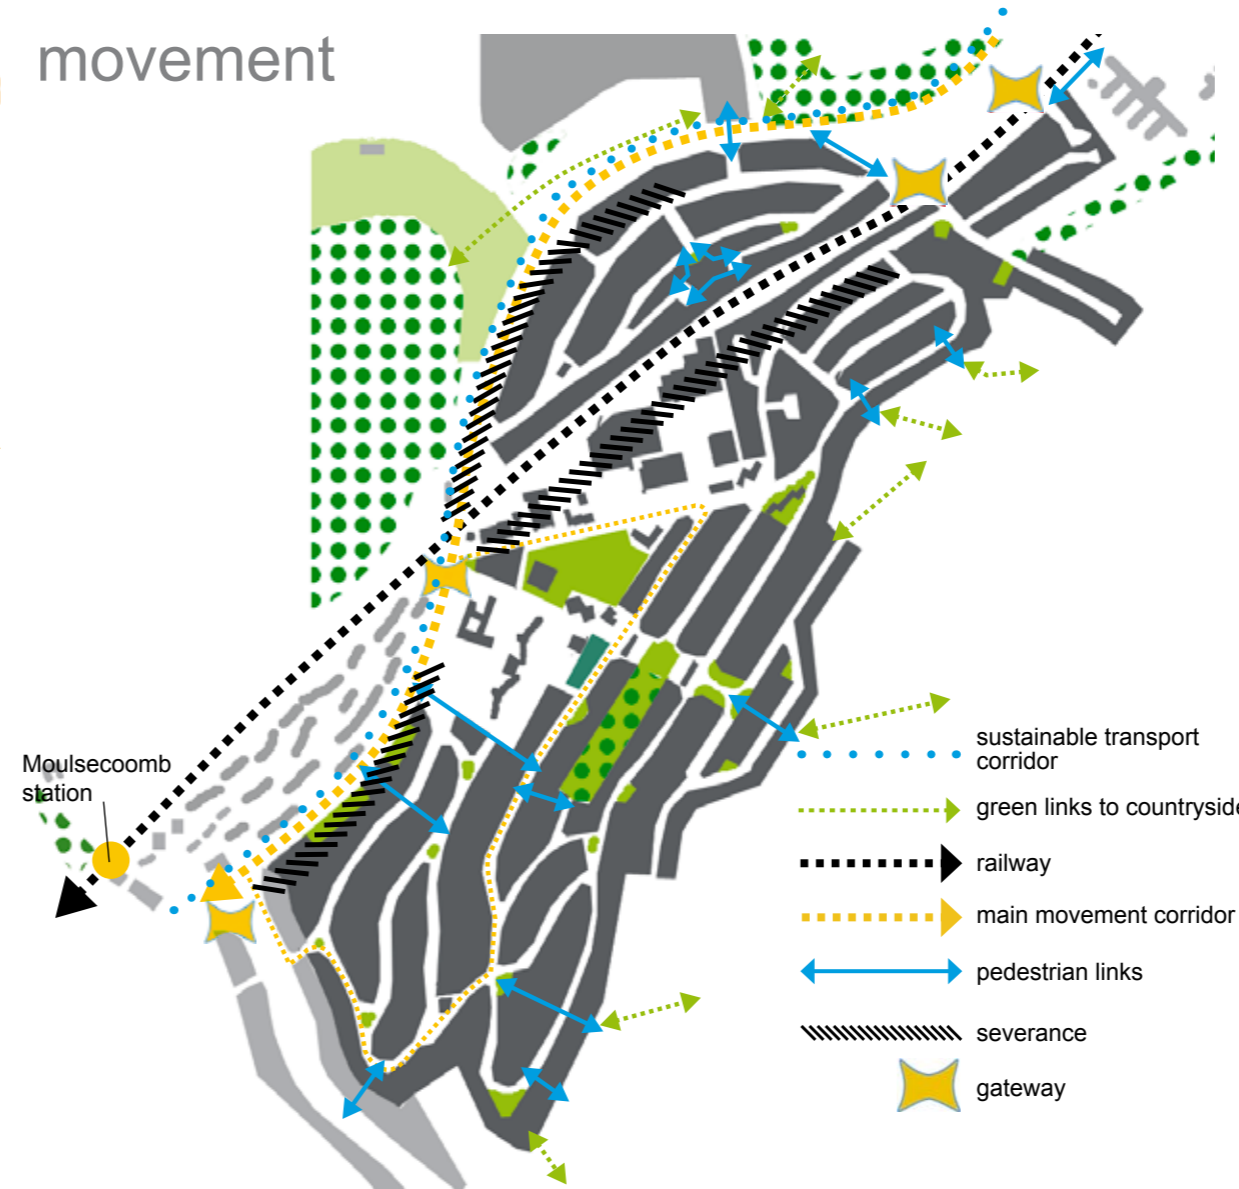 movement
Moulsecoomb
station
sustainable transport
corridor
green links to countryside
railway
main movement corridor
pedestrian links
severance
gateway